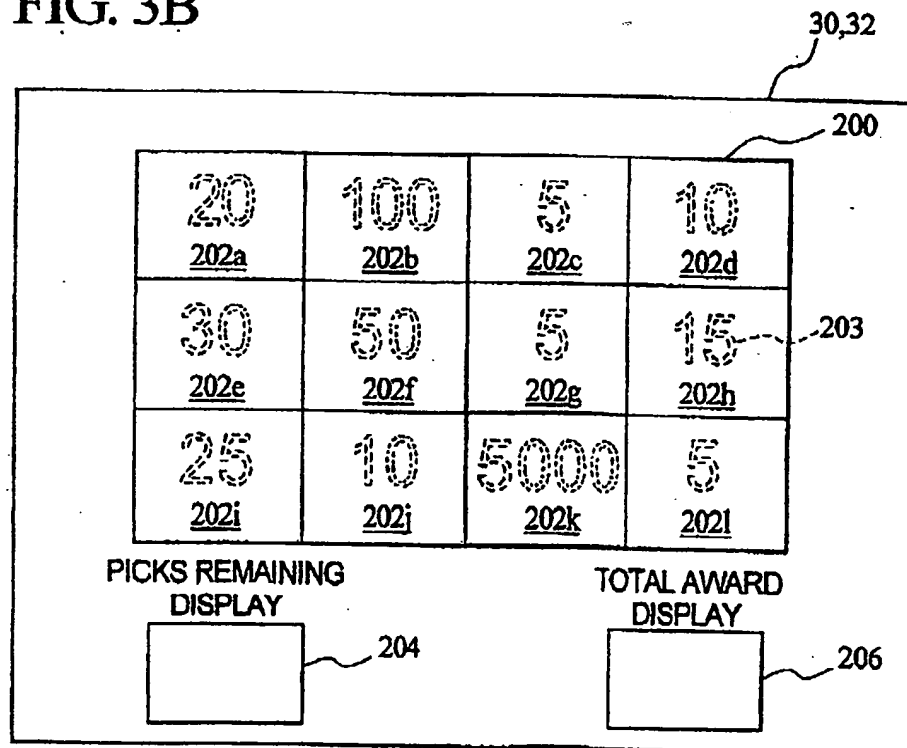 FIG. 3B
30,32
200
20 100 5 10
202a 202b 202c 202d
30 50 5 15 203
202e 202f 202g 202h
25 10 5000 5
202i 202j 202k 202l
PICKS REMAINING TOTAL AWARD
DISPLAY DISPLAY
204 206